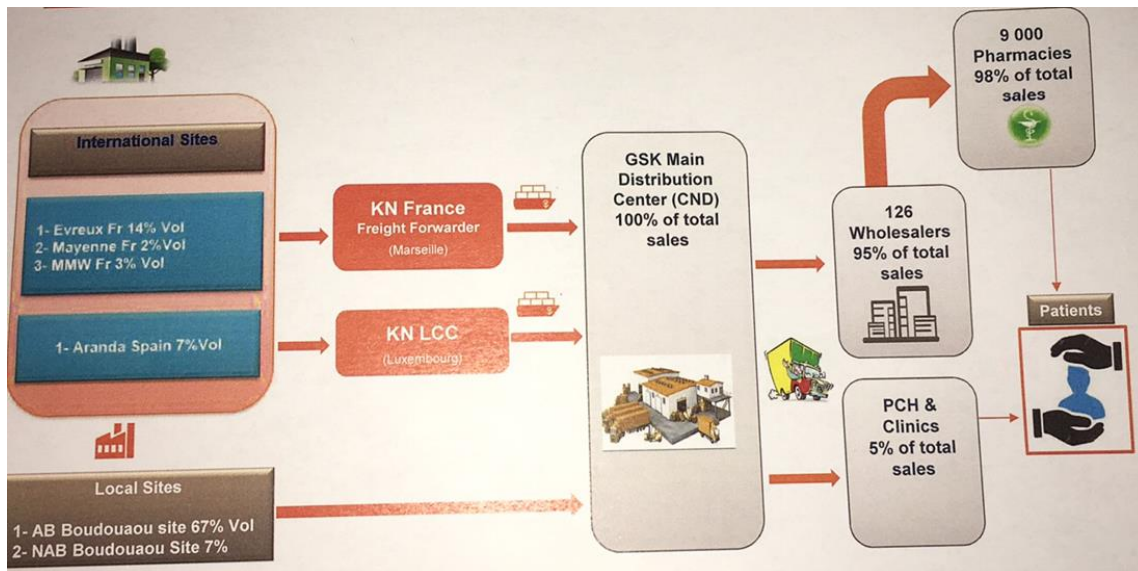 International Sites
1- Evreux Fr 14% Vol
2- Mayenne Fr 2%Vol
3- MMW Fr 3% Vol
1- Aranda Spain 7%Vol
Local Sites
1- AB Boudouaou site 67% Vol
2- NAB Boudouaou Site 7%
KN France
Freight Forwarder
(Marseille)
KN LCC
(Luxembourg)
GSK Main
Distribution
Center (CND)
100% of total
sales
126
Wholesalers
95% of total
sales
PCH &
Clinics
5% of total
sales
9 000
Pharmacies
98% of total
sales
Patients